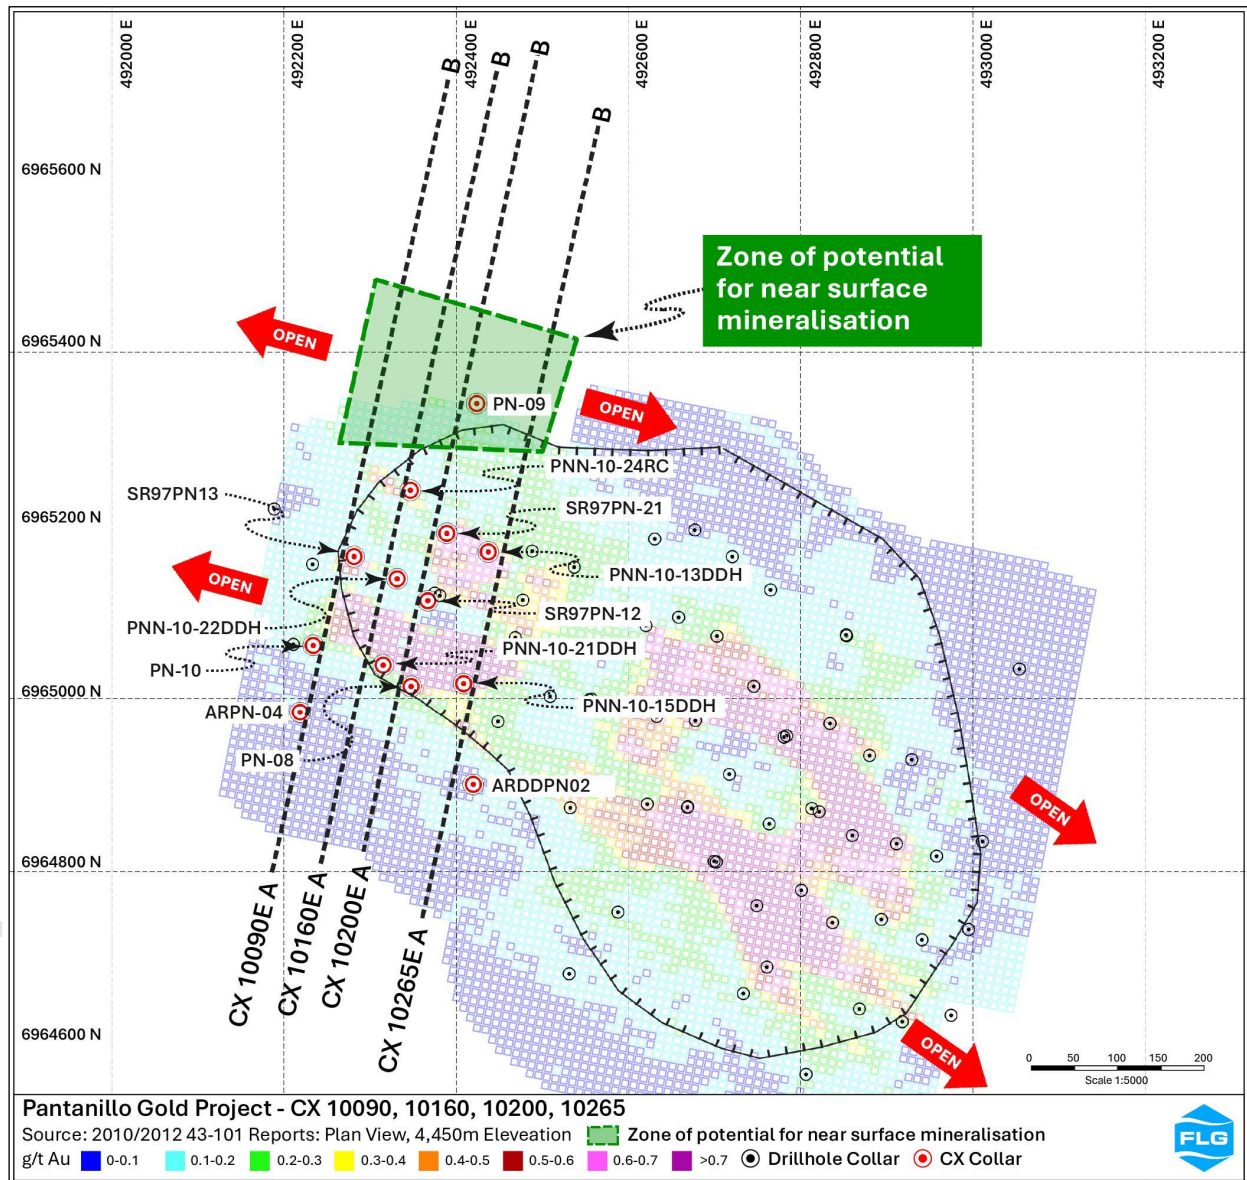 492000 E
492200 E
492400 E
492600 E
492800 E
493000 E
493200 E
B
B
B
B
6965600 N
Zone of potential
for near surface
mineralisation
OPEN
6965400 N
PN-09
OPEN
PNN-10-24RC
SR97PN13
SR97PN-21
6965200 N
OPEN
PNN-10-13DDH
SR97PN-12
PNN-10-22DDH
PNN-10-21DDH
PN-10
6965000 N
PNN-10-15DDH
ARPN-04
PN-08
ARDDPN02
OPEN
6964800 N
CX 10090E A
CX 10160E A
CX 10200E A
CX 10265E A
6964600 N
OPEN
0 50 100 150 200
Scale 1:5000
Pantanillo Gold Project - CX 10090, 10160, 10200, 10265
Source: 2010/2012 43-101 Reports: Plan View, 4,450m Eleveation
Zone of potential for near surface mineralisation
g/t Au 0-0.1 0.1-0.2 0.2-0.3 0.3-0.4 0.4-0.5 0.5-0.6 0.6-0.7 >0.7 Drillhole Collar CX Collar
FLG